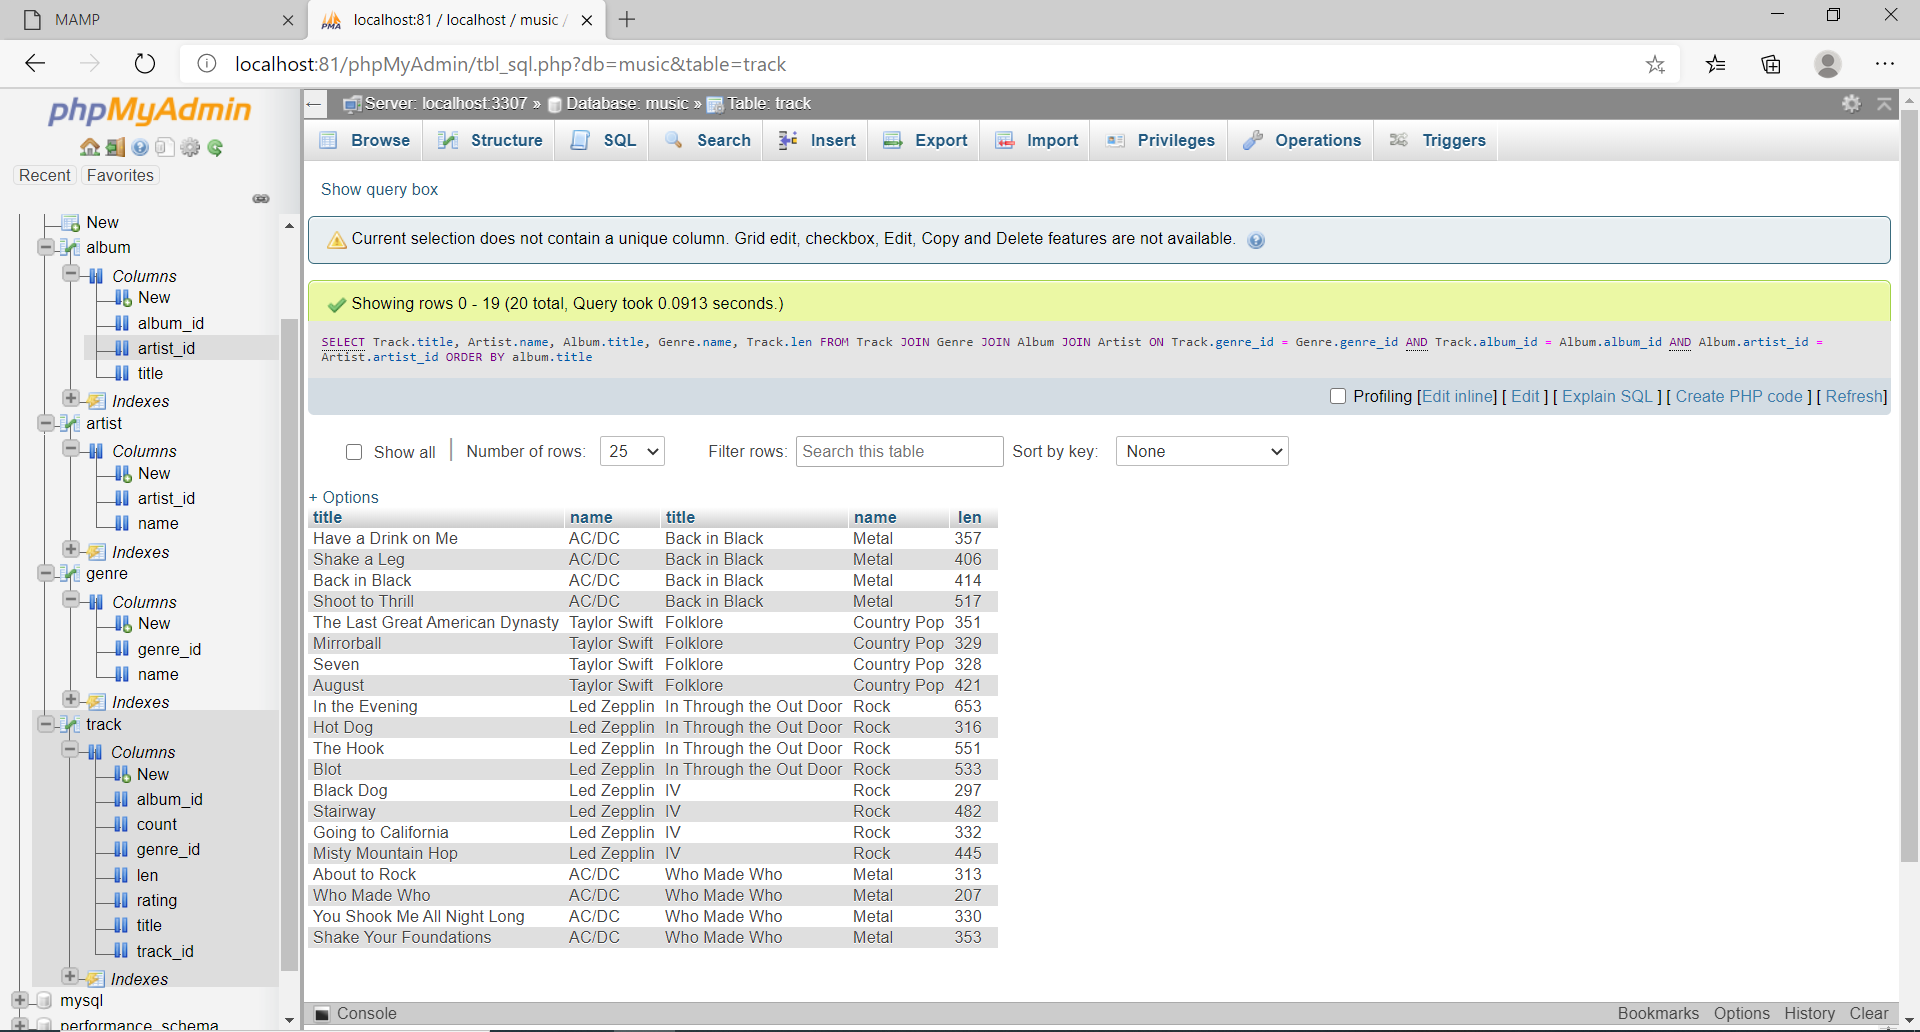 MAMP
localhost:81 / localhost / music /
localhost:81/phpMyAdmin/tbl_sql.php?db=music&table=track
phpMyAdmin
Recent Favorites
New
album
Columns
New
album_id
artist_id
title
Indexes
artist
Columns
New
artist_id
name
Indexes
genre
Columns
New
genre_id
name
Indexes
track
Columns
New
album_id
count
genre_id
len
rating
title
track_id
Indexes
mysql
performance_schema
Server: localhost:3307 » Database: music » Table: track
Browse Structure SQL Search Insert Export Import Privileges Operations Triggers
Show query box
Current selection does not contain a unique column. Grid edit, checkbox, Edit, Copy and Delete features are not available.
Showing rows 0 - 19 (20 total, Query took 0.0913 seconds.)
SELECT Track.title, Artist.name, Album.title, Genre.name, Track.len FROM Track JOIN Genre JOIN Album JOIN Artist ON Track.genre_id = Genre.genre_id AND Track.album_id = Album.album_id AND Album.artist_id =
Artist.artist_id ORDER BY album.title
Profiling [Edit inline] [ Edit ] [ Explain SQL ] [ Create PHP code ] [ Refresh]
Show all Number of rows: 25 Filter rows: Search this table Sort by key: None
+ Options
title name title name len
Have a Drink on Me AC/DC Back in Black Metal 357
Shake a Leg AC/DC Back in Black Metal 406
Back in Black AC/DC Back in Black Metal 414
Shoot to Thrill AC/DC Back in Black Metal 517
The Last Great American Dynasty Taylor Swift Folklore Country Pop 351
Mirrorball Taylor Swift Folklore Country Pop 329
Seven Taylor Swift Folklore Country Pop 328
August Taylor Swift Folklore Country Pop 421
In the Evening Led Zepplin In Through the Out Door Rock 653
Hot Dog Led Zepplin In Through the Out Door Rock 316
The Hook Led Zepplin In Through the Out Door Rock 551
Blot Led Zepplin In Through the Out Door Rock 533
Black Dog Led Zepplin IV Rock 297
Stairway Led Zepplin IV Rock 482
Going to California Led Zepplin IV Rock 332
Misty Mountain Hop Led Zepplin IV Rock 445
About to Rock AC/DC Who Made Who Metal 313
Who Made Who AC/DC Who Made Who Metal 207
You Shook Me All Night Long AC/DC Who Made Who Metal 330
Shake Your Foundations AC/DC Who Made Who Metal 353
Console Bookmarks Options History Clear